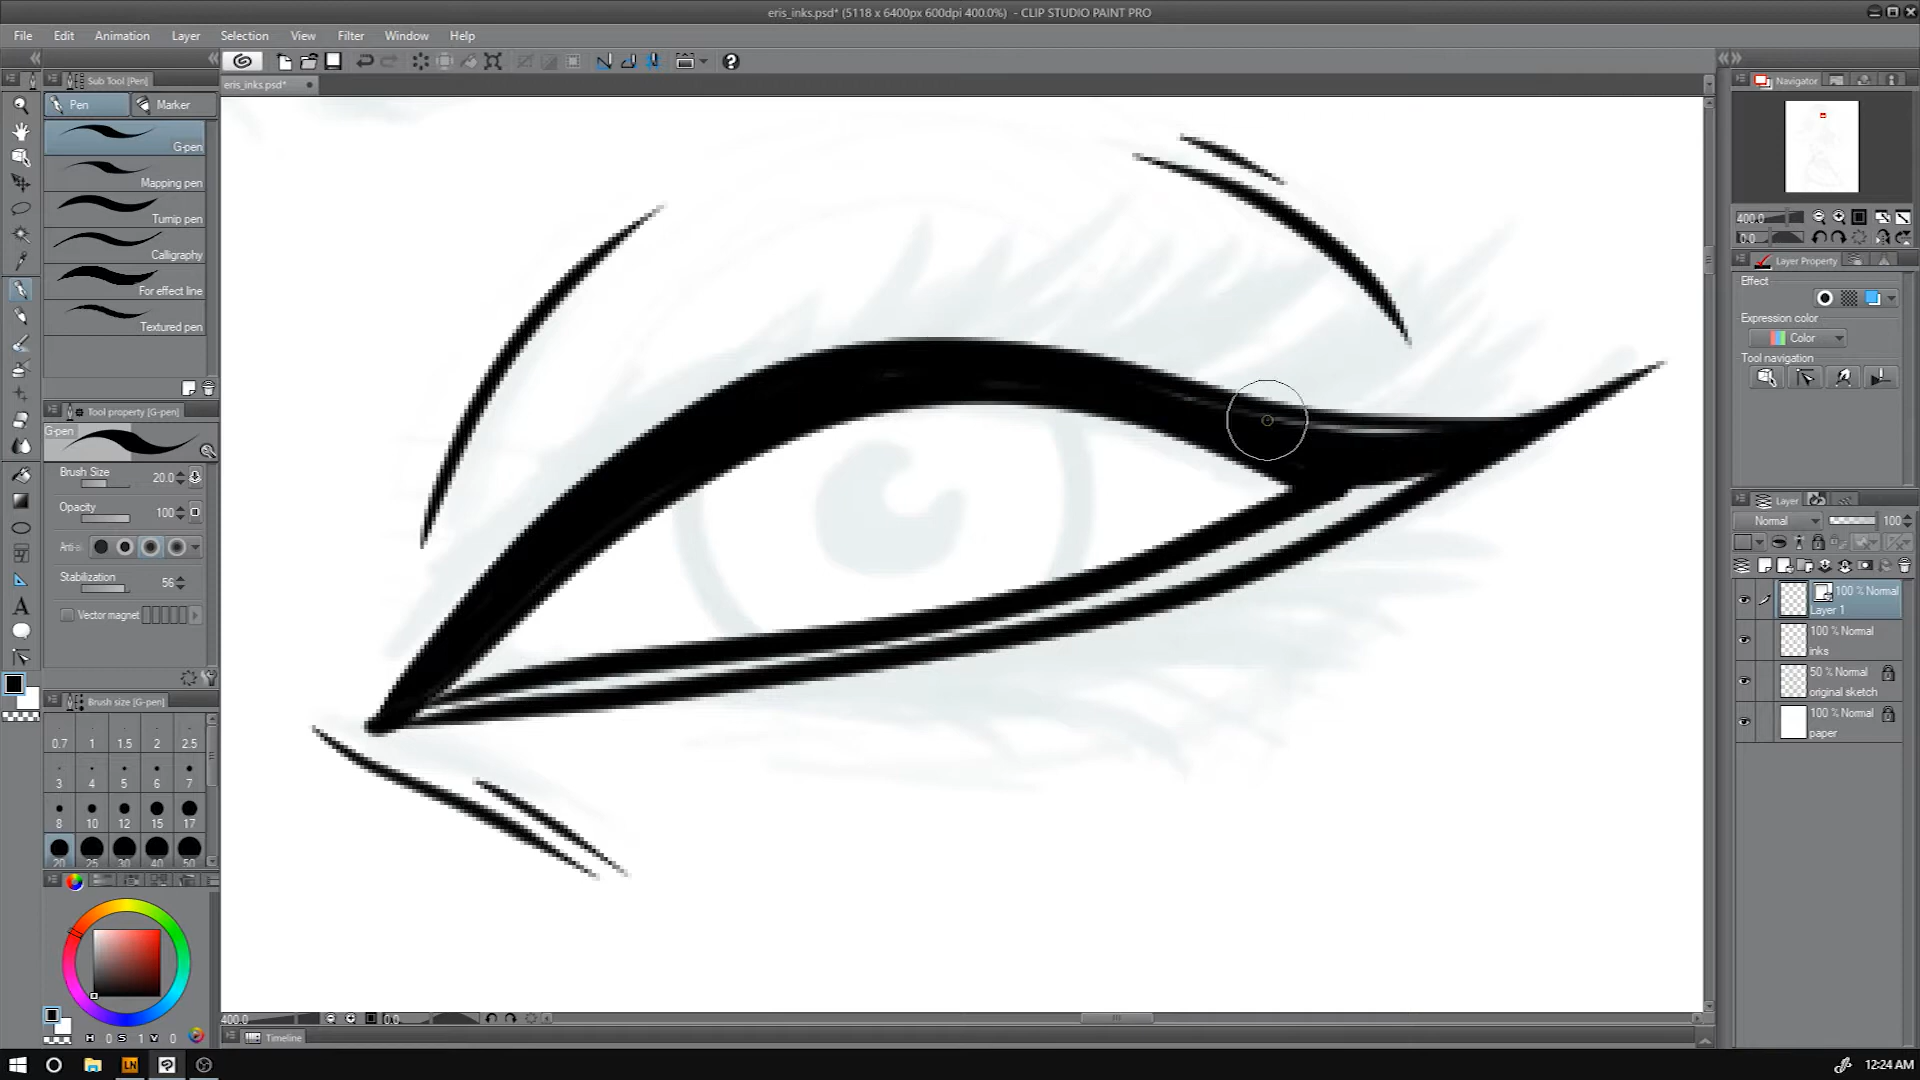 eris_inks.psd* (5118 x 6400px 600dpi 400.0%) - CLIP STUDIO PAINT PRO
File Edit Animation Layer Selection View Filter Window Help
Sub Tool [Pen]
eris_inks.psd*
Navigator
Pen Marker
G-pen
Mapping pen
Turnip pen
Calligraphy
For effect line
Textured pen
400.0
0.0
Layer Property
Effect
Expression color
Color
Tool navigation
Tool property [G-pen]
G-pen
Brush Size 20.0
Opacity 100
Anti-a
Stabilization 56
Vector magnet
A
Layer
Normal 100
100 % Normal
Layer 1
100 % Normal
inks
50 % Normal
original sketch
100 % Normal
paper
Brush size [G-pen]
0.7 1 1.5 2 2.5
3 4 5 6 7
8 10 12 15 17
20 25 30 40 50
400.0 0.0
H 0 S 1 V 0
Timeline
LN
12:24 AM